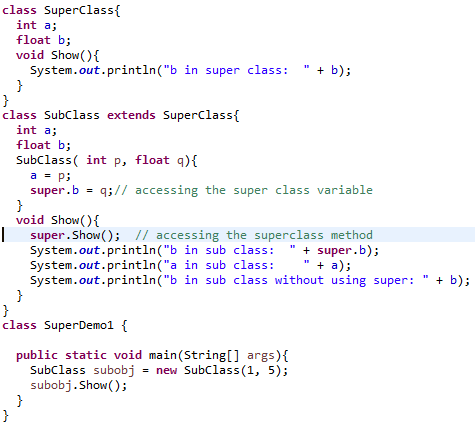 class SuperClass{
  int a;
  float b;
  void Show(){
    System.out.println("b in super class:  " + b);
  }
}
class SubClass extends SuperClass{
  int a;
  float b;
  SubClass( int p, float q){
    a = p;
    super.b = q;// accessing the super class variable
  }
  void Show(){
    super.Show();  // accessing the superclass method
    System.out.println("b in sub class:  " + super.b);
    System.out.println("a in sub class:    " + a);
    System.out.println("b in sub class without using super: " + b);
  }
}
class SuperDemo1 {

  public static void main(String[] args){
    SubClass subobj = new SubClass(1, 5);
    subobj.Show();
  }
}